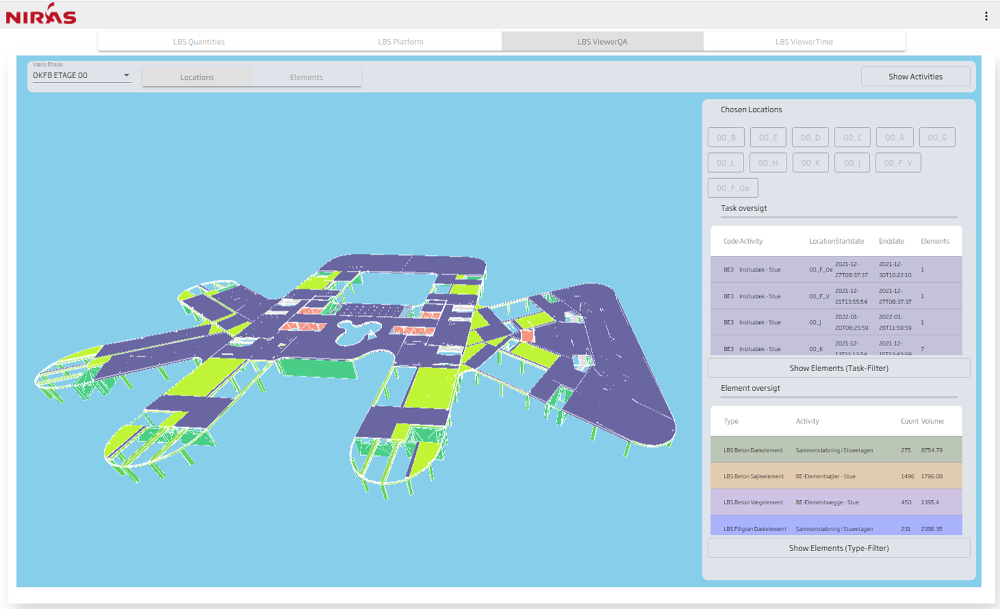 NIRAS
LBS Quantities
LBS Platform
LBS ViewerQA
LBS ViewerTime
Vælg Etage
OKFB ETAGE 00
Locations
Elements
Show Activities
Chosen Locations
00_B 00_E 00_D 00_C 00_A 00_G
00_L 00_H 00_K 00_J 00_F_V
00_F_Oe
Task oversigt
Code Activity Location Startdate Enddate Elements
BE3 Insitudæk - Stue 00_F_Oe 2021-12-27T08:37:37 2021-12-30T10:22:10 1
BE3 Insitudæk - Stue 00_F_V 2021-12-21T13:55:54 2021-12-27T08:37:37 1
BE3 Insitudæk - Stue 00_J 2022-01-20T08:25:59 2022-01-28T11:59:59 1
BE3 Insitudæk - Stue 00_K 2021-12-13T11:13:54 2021-12-15T13:43:09 7
Show Elements (Task-Filter)
Element oversigt
Type Activity Count Volume
LBS Beton Dækelement Sammenstøbning i Stueetagen 275 8754.79
LBS Beton Søjleelement BE-Elementsøjler - Stue 1496 1796.08
LBS Beton Vægelement BE-Elementvægge - Stue 450 1395.4
LBS Filigran Dækelement Sammenstøbning i Stueetagen 231 2396.35
Show Elements (Type-Filter)